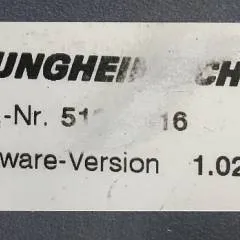 UNGHEI CH
.-Nr. 51 16
ware-Version 1.02